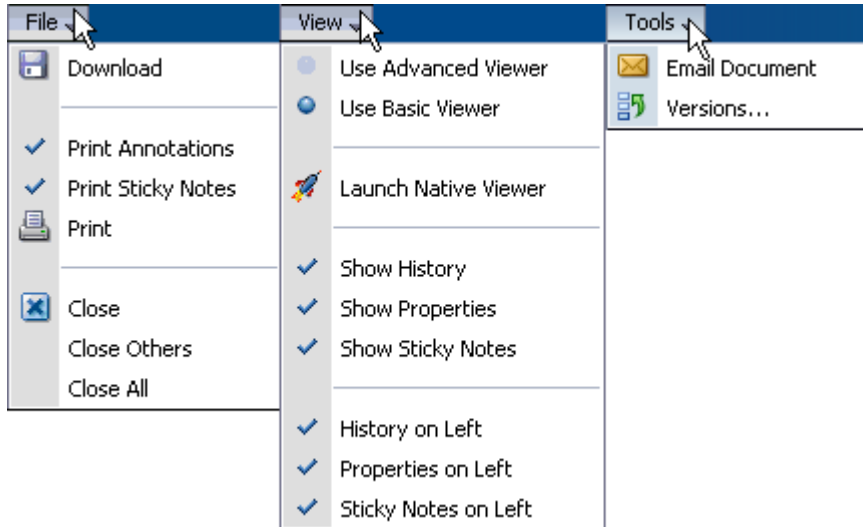 File
Download
Print Annotations
Print Sticky Notes
Print
Close
Close Others
Close All
View
Use Advanced Viewer
Use Basic Viewer
Launch Native Viewer
Show History
Show Properties
Show Sticky Notes
History on Left
Properties on Left
Sticky Notes on Left
Tools
Email Document
Versions...